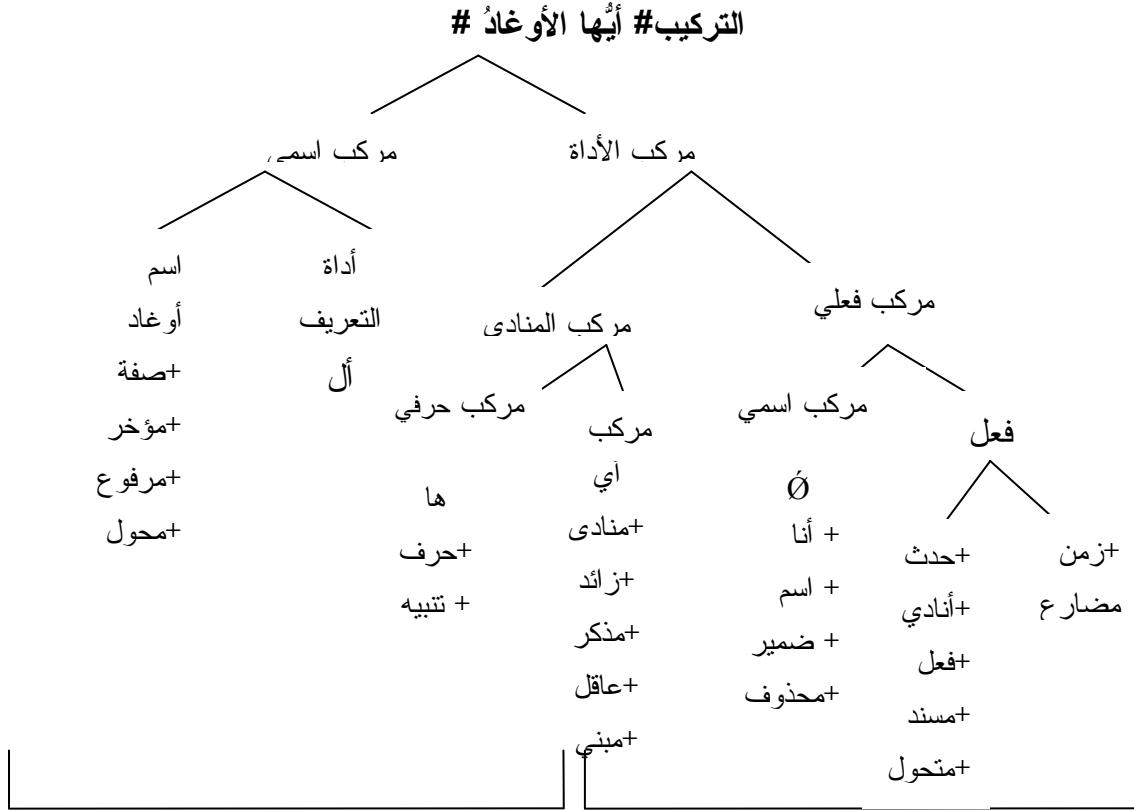 التركيب# أيُّها الأوغادُ #
مركب الأداة
مركب اسمي
مركب فعلي
مركب المنادى
أداة
التعريف
أل
اسم
أوغاد
+صفة
+مؤخر
+مرفوع
+محول
فعل
مركب اسمي
مركب
أي
+منادى
+زائد
+مذكر
+عاقل
+مبني
مركب حرفي
ها
+حرف
+ تتبيه
+زمن
مضارع
+حدث
+أنادي
+فعل
+مسند
+متحول
Ǿ
+ أنا
+ اسم
+ ضمير
+محذوف